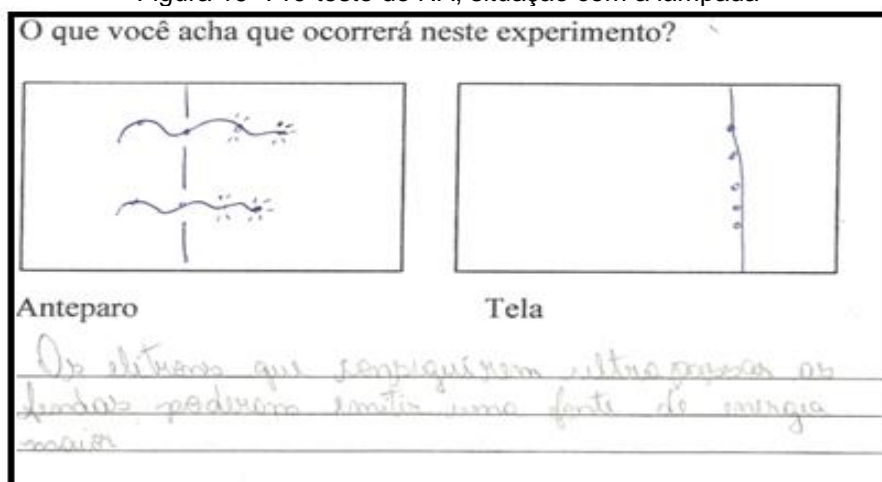 O que você acha que ocorrerá neste experimento?
Anteparo Tela
Os elétrons que conseguirem ultrapassar as
fendas poderam emitir uma fonte de energia
maior